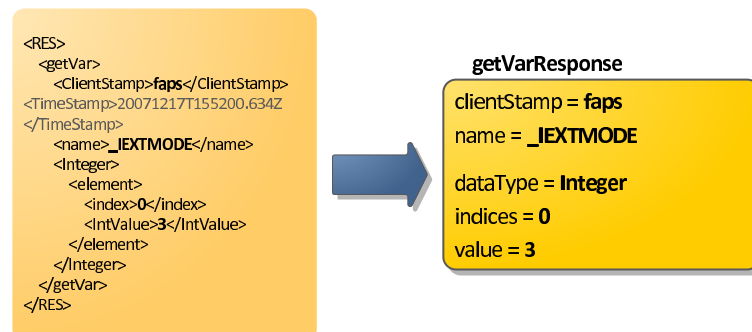 <RES>
<getVar>
<ClientStamp>faps</ClientStamp>
<TimeStamp>20071217T155200.634Z
</TimeStamp>
<name>_IEXTMODE</name>
<Integer>
<element>
<index>0</index>
<IntValue>3</IntValue>
</element>
</Integer>
</getVar>
</RES>
getVarResponse
clientStamp = faps
name = _IEXTMODE
dataType = Integer
indices = 0
value = 3